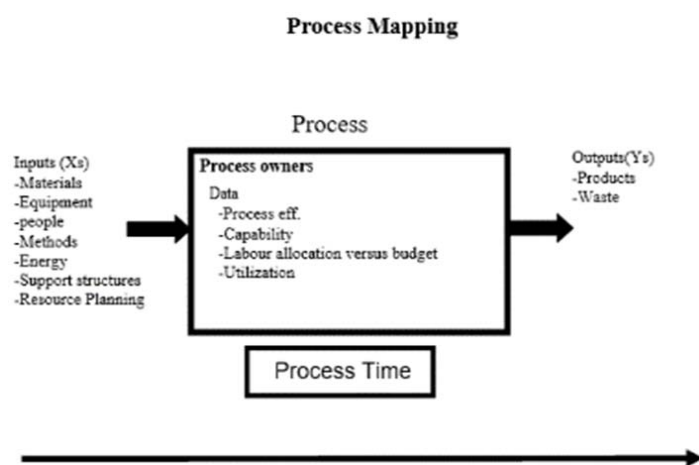 Process Mapping
Process
Inputs (Xs)
-Materials
-Equipment
-people
-Methods
-Energy
-Support structures
-Resource Planning
Process owners
Data
-Process eff.
-Capability
-Labour allocation versus budget
-Utilization
Outputs(Ys)
-Products
-Waste
Process Time